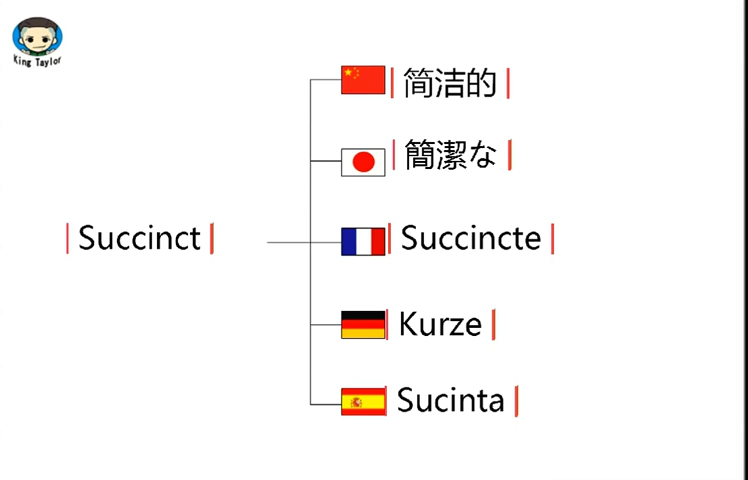 King Taylor
简洁的
簡潔な
Succinct
Succincte
Kurze
Sucinta